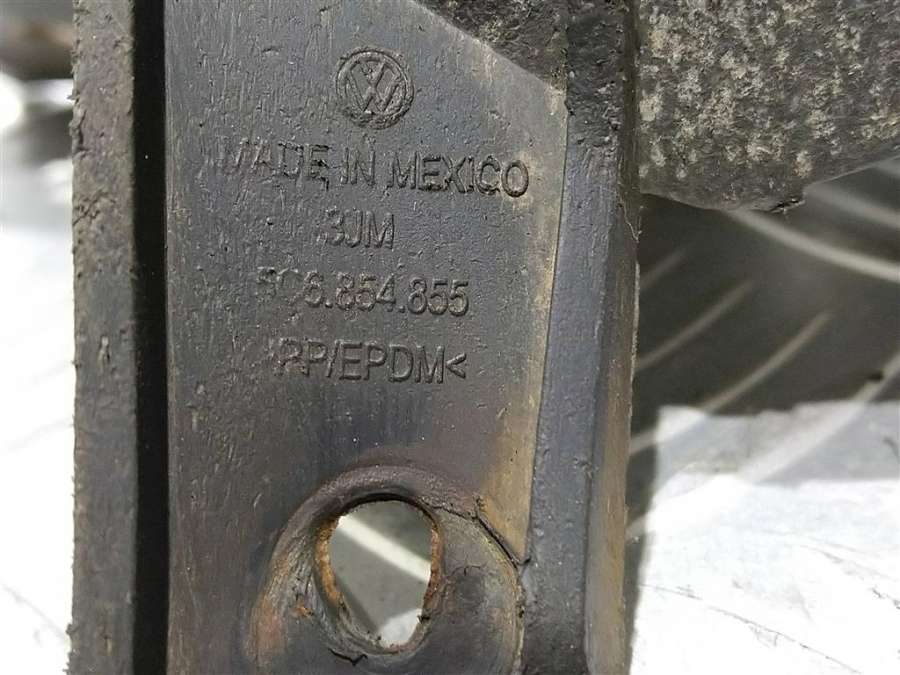 MADE IN MEXICO
3JM
5C6.854.855
PP/EPDM<